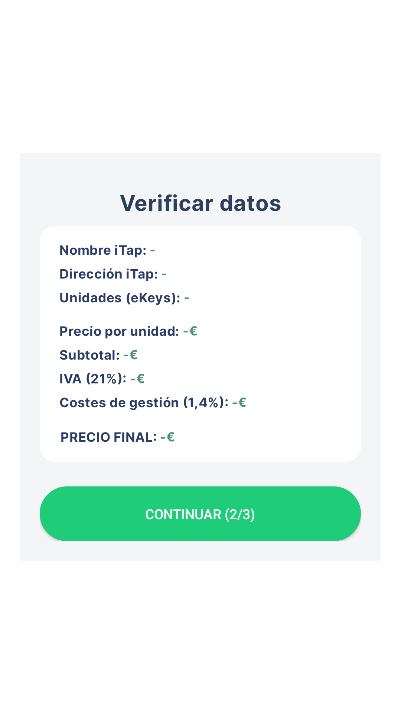 Verificar datos
Nombre iTap: -
Dirección iTap: -
Unidades (eKeys): -
Precio por unidad: -€
Subtotal: -€
IVA (21%): -€
Costes de gestión (1,4%): -€
PRECIO FINAL: -€
CONTINUAR (2/3)